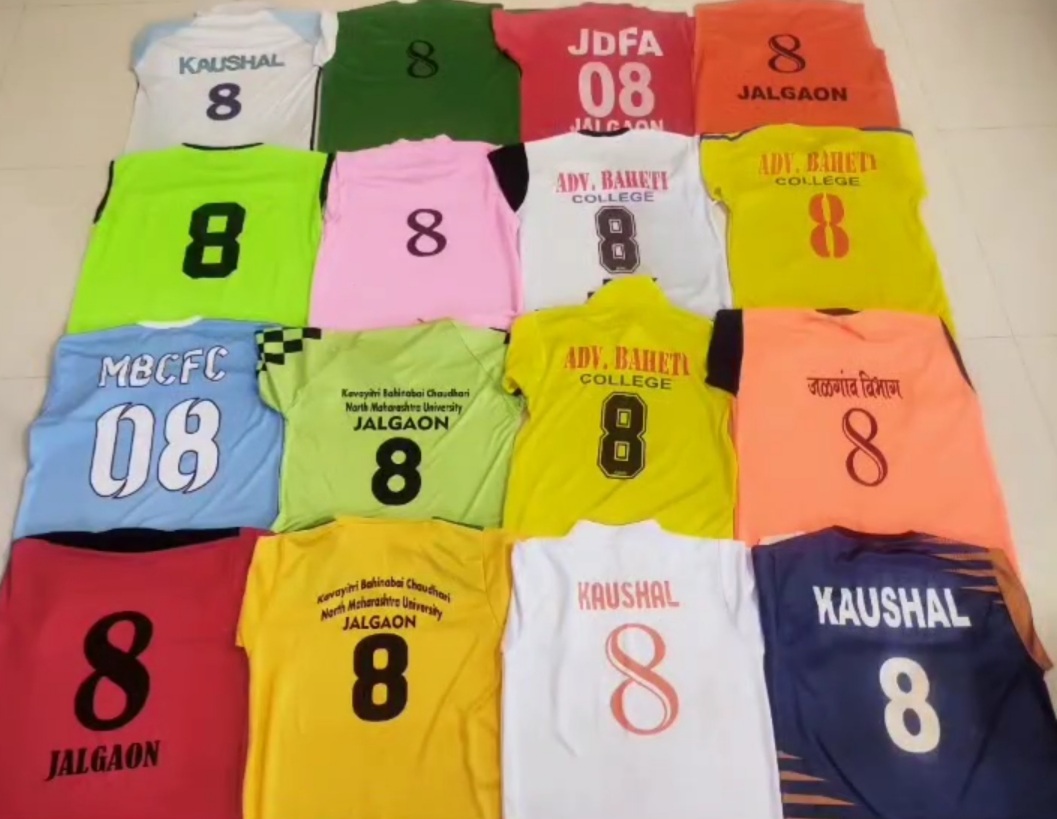 KAUSHAL
8
8
JDFA
08
JALGAON
8
JALGAON
8
8
ADV. BAHETI
COLLEGE
8
ADV. BAHETI
COLLEGE
8
MBCFC
08
Kavayitri Bahinabai Chaudhari
North Maharashtra University
JALGAON
8
ADV. BAHETI
COLLEGE
8
जळगांव विभाग
8
8
JALGAON
Kavayitri Bahinabai Chaudhari
North Maharashtra University
JALGAON
8
KAUSHAL
8
KAUSHAL
8